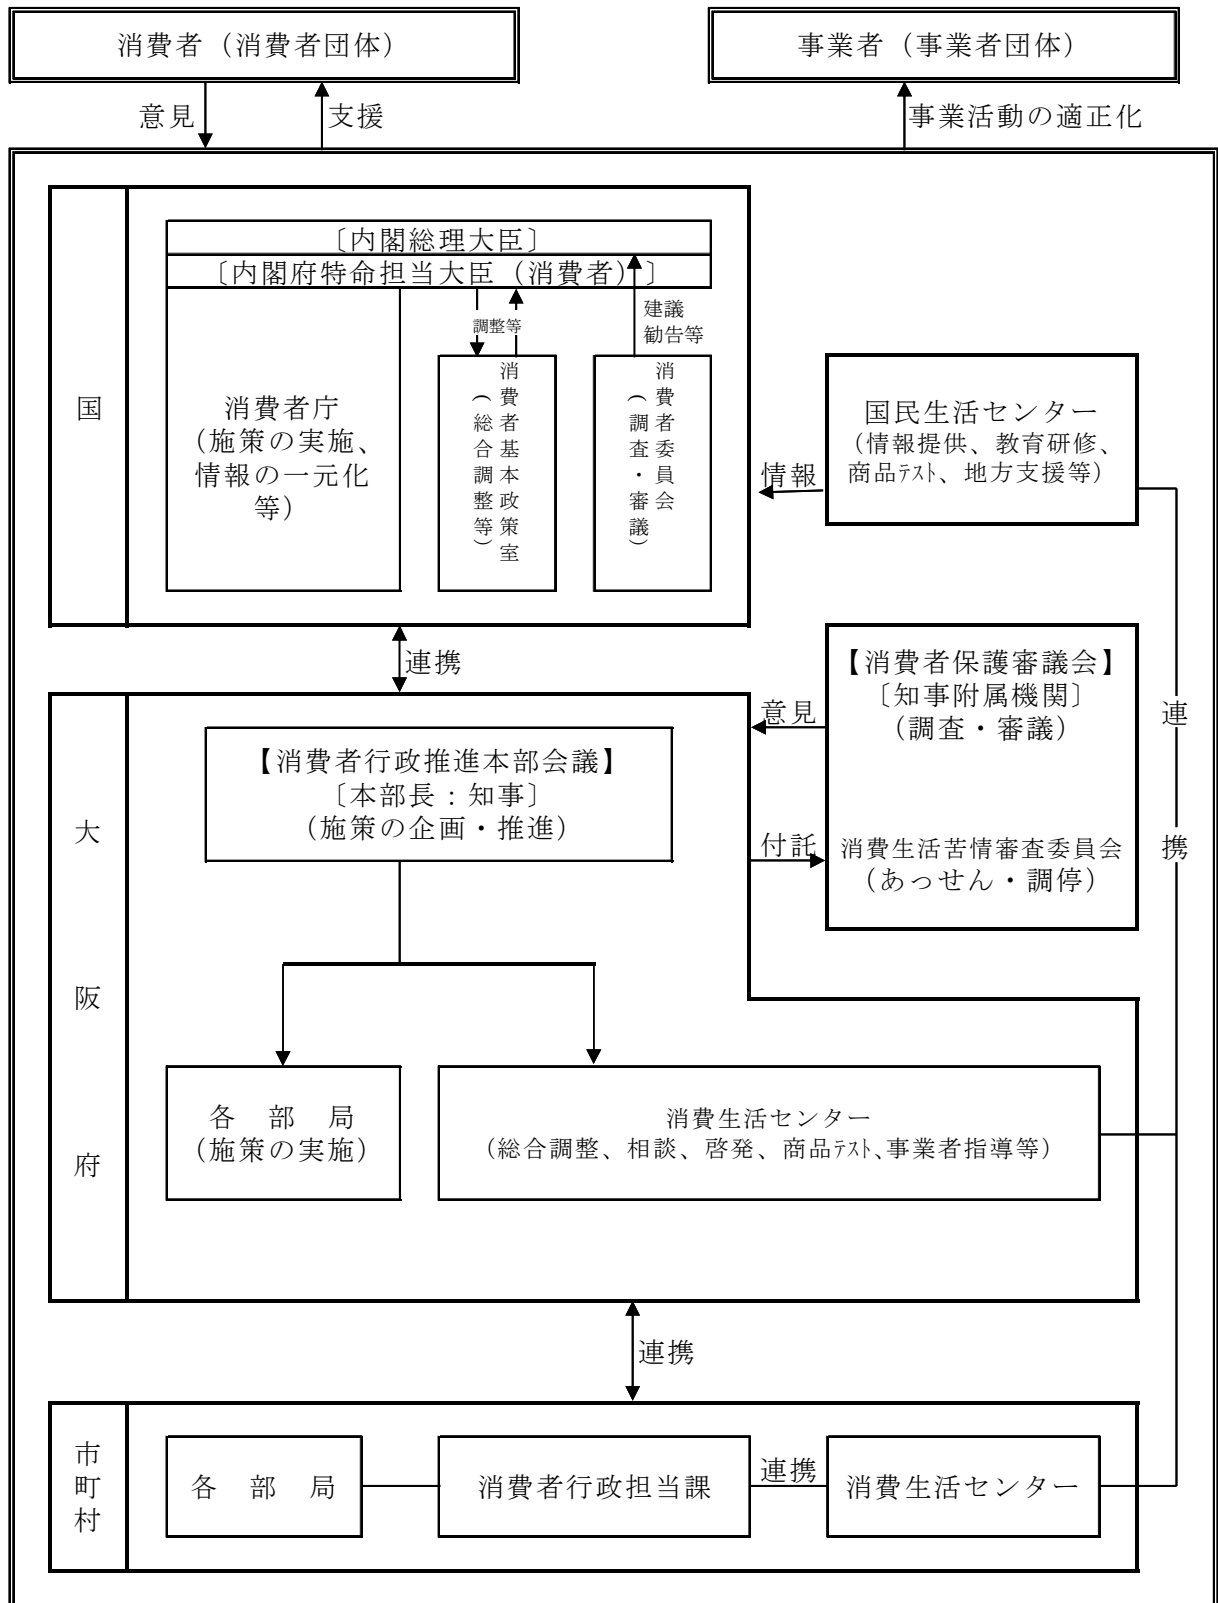 消費者（消費者団体）
事業者（事業者団体）
意見
支援
事業活動の適正化
国
〔内閣総理大臣〕
〔内閣府特命担当大臣（消費者）〕
調整等
建議
勧告等
消費者庁
（施策の実施、
情報の一元化
等）
消費者基本政策室
（総合調整等）
消費者委員会
（調査・審議）
国民生活センター
（情報提供、教育研修、
商品ﾃｽﾄ、地方支援等）
情報
連携
連携
【消費者保護審議会】
〔知事附属機関〕
（調査・審議）
消費生活苦情審査委員会
（あっせん・調停）
意見
付託
大阪府
【消費者行政推進本部会議】
〔本部長：知事〕
（施策の企画・推進）
各　部　局
（施策の実施）
消費生活センター
（総合調整、相談、啓発、商品ﾃｽﾄ、事業者指導等）
連携
市町村
各　部　局
消費者行政担当課
連携
消費生活センター